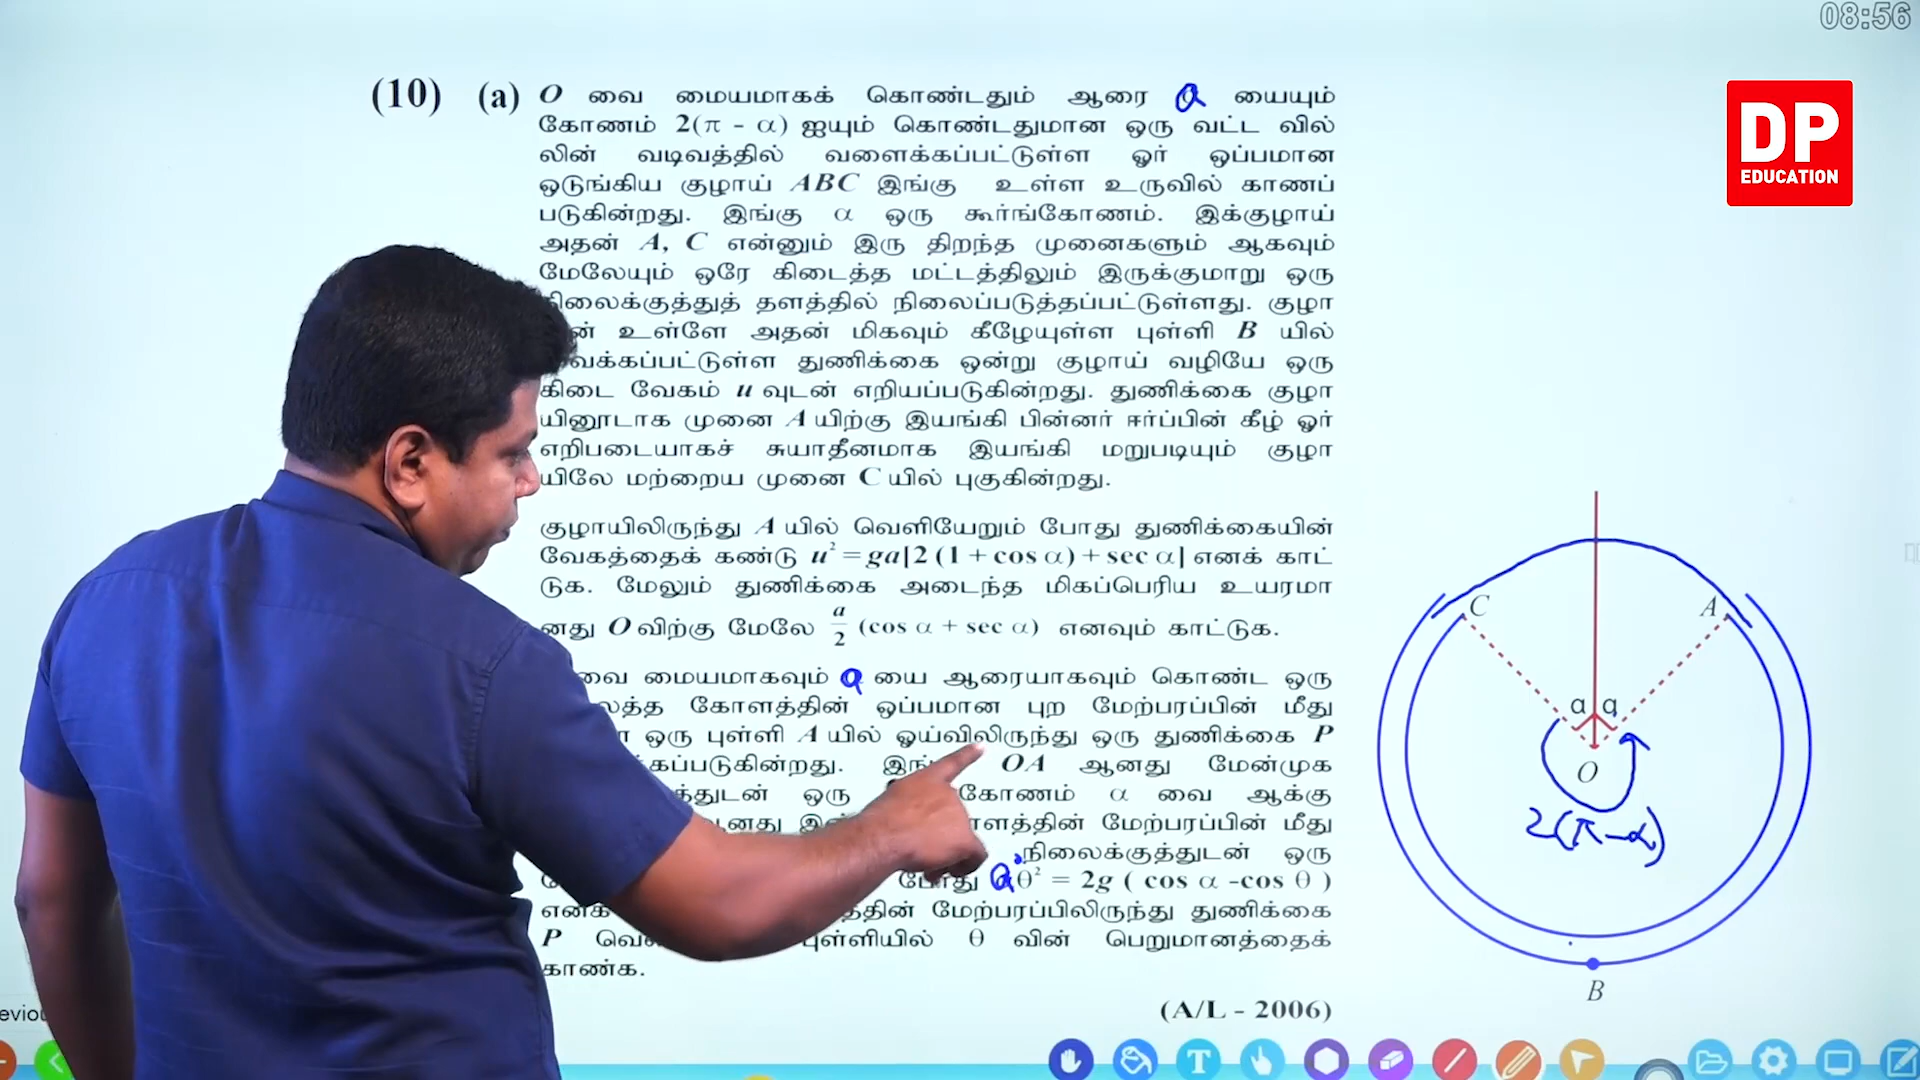 08:56
DP
EDUCATION
(10) (a) O வை மையமாகக் கொண்டதும் ஆரை a யையும்
கோணம் 2(π - α) ஐயும் கொண்டதுமான ஒரு வட்ட வில்
லின் வடிவத்தில் வளைக்கப்பட்டுள்ள ஓர் ஒப்பமான
ஒடுங்கிய குழாய் ABC இங்கு உள்ள உருவில் காணப்
படுகின்றது. இங்கு α ஒரு கூர்ங்கோணம். இக்குழாய்
அதன் A, C என்னும் இரு திறந்த முனைகளும் ஆகவும்
மேலேயும் ஒரே கிடைத்த மட்டத்திலும் இருக்குமாறு ஒரு
நிலைக்குத்துத் தளத்தில் நிலைப்படுத்தப்பட்டுள்ளது. குழா
உள்ளே அதன் மிகவும் கீழேயுள்ள புள்ளி B யில்
வைக்கப்பட்டுள்ள துணிக்கை ஒன்று குழாய் வழியே ஒரு
கிடை வேகம் u வுடன் எறியப்படுகின்றது. துணிக்கை குழா
யினூடாக முனை A யிற்கு இயங்கி பின்னர் ஈர்ப்பின் கீழ் ஓர்
எறிபடையாகச் சுயாதீனமாக இயங்கி மறுபடியும் குழா
யிலே மற்றைய முனை C யில் புகுகின்றது.
குழாயிலிருந்து A யில் வெளியேறும் போது துணிக்கையின்
வேகத்தைக் கண்டு u² = ga[2 (1 + cos α) + sec α] எனக் காட்
டுக. மேலும் துணிக்கை அடைந்த மிகப்பெரிய உயரமா
னது O விற்கு மேலே a/2 (cos α + sec α) எனவும் காட்டுக.
வை மையமாகவும் a யை ஆரையாகவும் கொண்ட ஒரு
கோளத்தின் ஒப்பமான புற மேற்பரப்பின் மீது
ஒரு புள்ளி A யில் ஓய்விலிருந்து ஒரு துணிக்கை P
OA ஆனது மேன்முக
ஒரு கோணம் α வை ஆக்கு
மேற்பரப்பின் மீது
நிலைக்குத்துடன் ஒரு
போது aθ² = 2g ( cos α -cos θ )
எனக் மேற்பரப்பிலிருந்து துணிக்கை
P புள்ளியில் θ வின் பெறுமானத்தைக்
காண்க.
(A/L - 2006)
C A
α α
O
2(π-α)
B
T